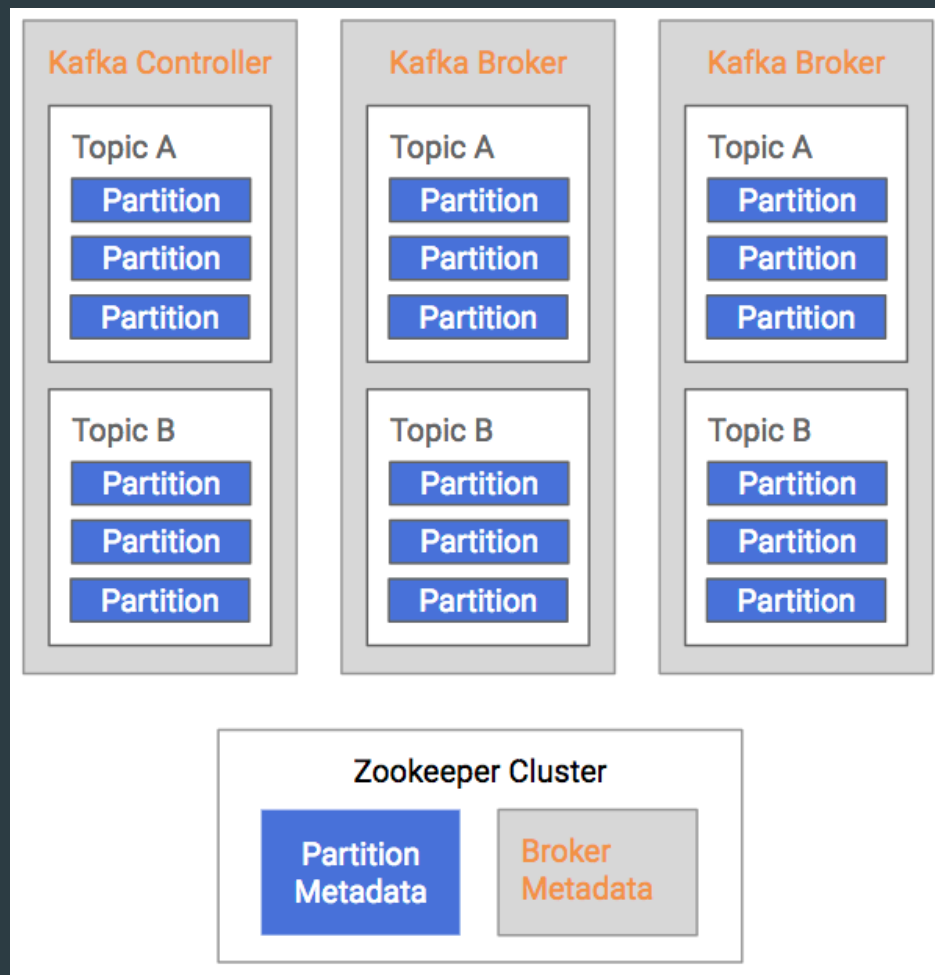 Kafka Controller
Topic A
Partition
Partition
Partition
Topic B
Partition
Partition
Partition
Kafka Broker
Topic A
Partition
Partition
Partition
Topic B
Partition
Partition
Partition
Kafka Broker
Topic A
Partition
Partition
Partition
Topic B
Partition
Partition
Partition
Zookeeper Cluster
Partition
Metadata
Broker
Metadata